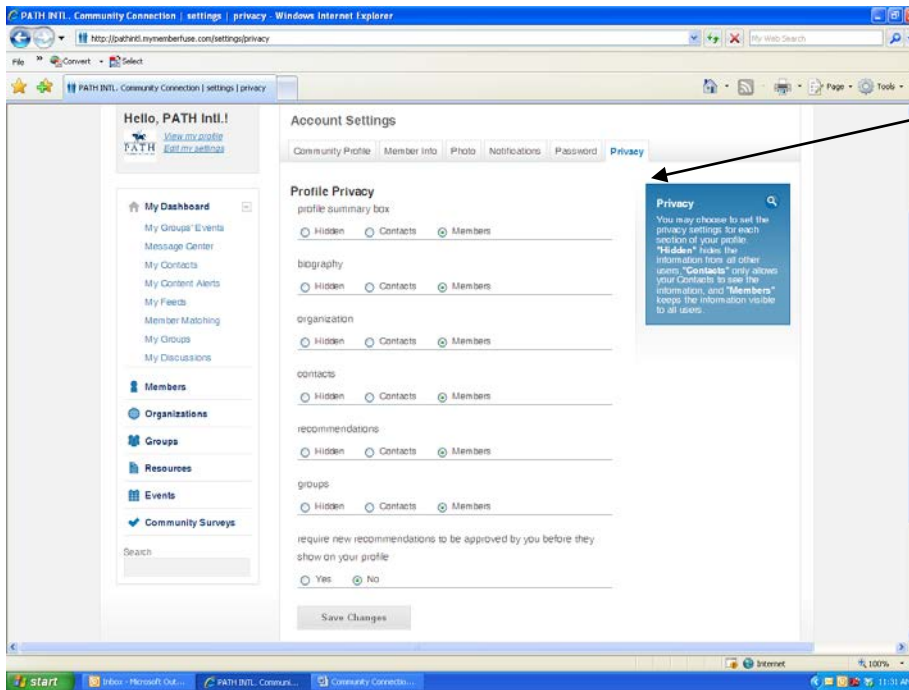 PATH INTL. Community Connection | settings | privacy - Windows Internet Explorer
http://pathintl.mymemberfuse.com/settings/privacy
My Web Search
File » Convert Select
PATH INTL. Community Connection | settings | privacy
Page Tools
Hello, PATH Intl.!
View my profile
Edit my settings
PATH
Account Settings
Community Profile Member Info Photo Notifications Password Privacy
My Dashboard
My Groups' Events
Message Center
My Contacts
My Content Alerts
My Feeds
Member Matching
My Groups
My Discussions
Members
Organizations
Groups
Resources
Events
Community Surveys
Search
Profile Privacy
profile summary box
Hidden Contacts Members
biography
Hidden Contacts Members
organization
Hidden Contacts Members
contacts
Hidden Contacts Members
recommendations
Hidden Contacts Members
groups
Hidden Contacts Members
require new recommendations to be approved by you before they
show on your profile
Yes No
Save Changes
Privacy
You may choose to set the
privacy settings for each
section of your profile.
"Hidden" hides the
information from all other
users, "Contacts" only allows
your Contacts to see the
information, and "Members"
keeps the information visible
to all users.
Internet 100%
start Inbox - Microsoft Out... PATH INTL. Communi... Community Connectio... 11:31 AM